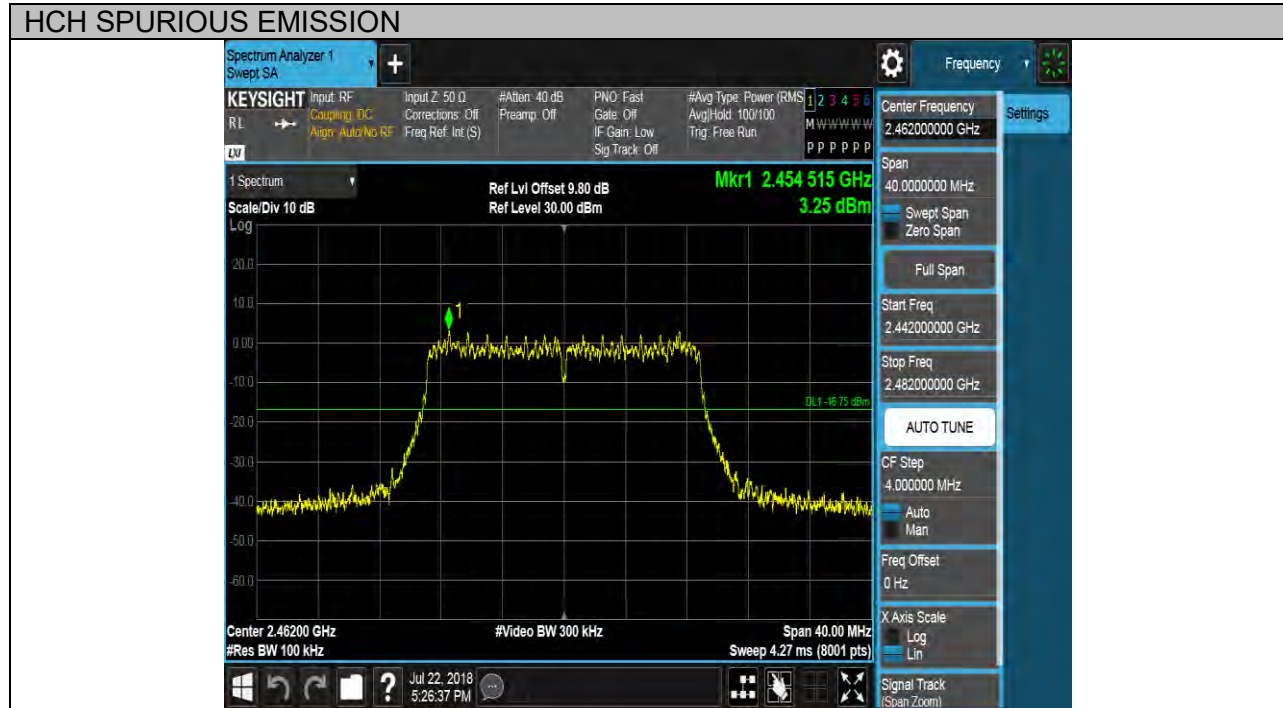 HCH SPURIOUS EMISSION
Spectrum Analyzer 1
Swept SA
+
Frequency
KEYSIGHT
RL
LXI
Input: RF
Coupling: DC
Align: Auto/No RF
Input Z: 50 Ω
Corrections: Off
Freq Ref: Int (S)
#Atten: 40 dB
Preamp: Off
PNO: Fast
Gate: Off
IF Gain: Low
Sig Track: Off
#Avg Type: Power (RMS
Avg|Hold: 100/100
Trig: Free Run
1 2 3 4 5 6
M W W W W W
P P P P P P
1 Spectrum
Scale/Div 10 dB
Log
Ref Lvl Offset 9.80 dB
Ref Level 30.00 dBm
Mkr1 2.454 515 GHz
3.25 dBm
20.0
10.0
0.00
-10.0
-20.0
-30.0
-40.0
-50.0
-60.0
1
DL1 -16.75 dBm
Center 2.46200 GHz
#Res BW 100 kHz
#Video BW 300 kHz
Span 40.00 MHz
Sweep 4.27 ms (8001 pts)
?
Jul 22, 2018
5:26:37 PM
Center Frequency
2.462000000 GHz
Settings
Span
40.0000000 MHz
Swept Span
Zero Span
Full Span
Start Freq
2.442000000 GHz
Stop Freq
2.482000000 GHz
AUTO TUNE
CF Step
4.000000 MHz
Auto
Man
Freq Offset
0 Hz
X Axis Scale
Log
Lin
Signal Track
(Span Zoom)